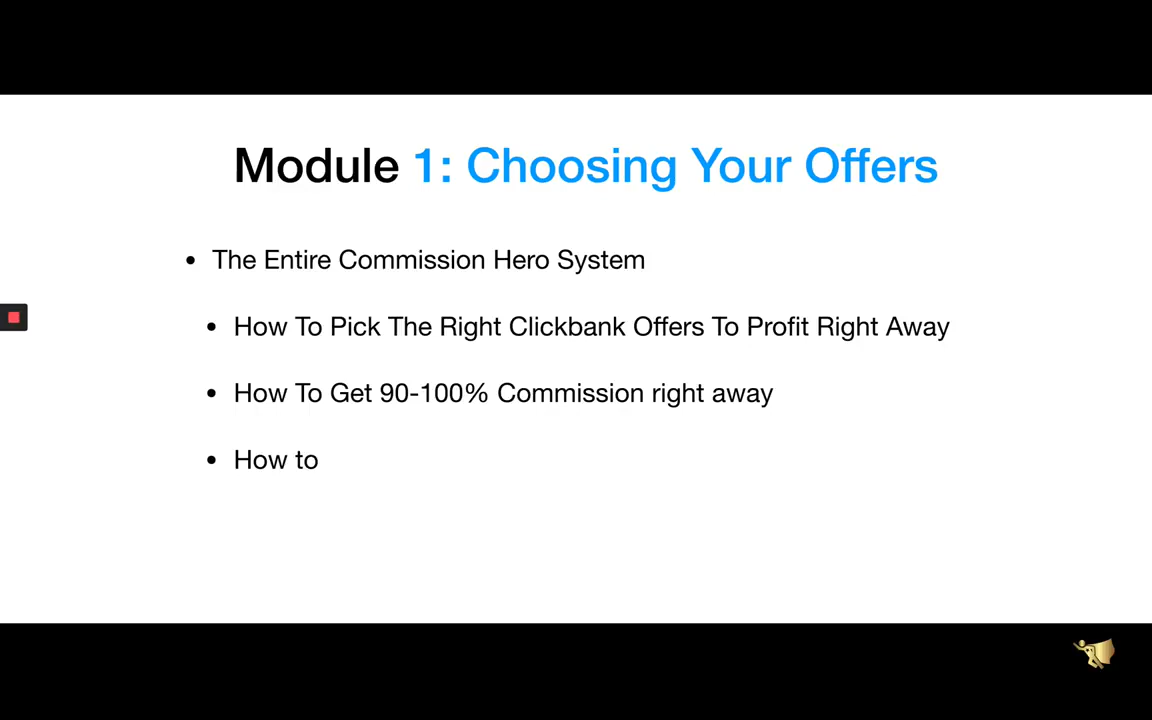 Module 1: Choosing Your Offers
• The Entire Commission Hero System
• How To Pick The Right Clickbank Offers To Profit Right Away
• How To Get 90-100% Commission right away
• How to